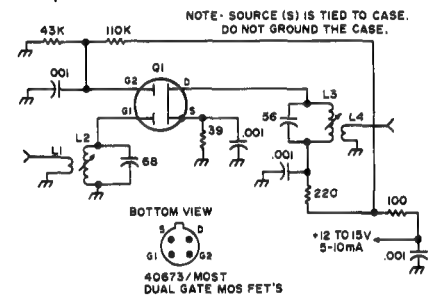 NOTE- SOURCE (S) IS TIED TO CASE.
DO NOT GROUND THE CASE.
43K
110K
.001
Q1
G2
D
G1
S
L3
L4
56
39
.001
L1
L2
68
.001
220
100
BOTTOM VIEW
S
D
G1
G2
+12 TO 15V
5-10mA
.001
40673/MOST
DUAL GATE MOS FET'S